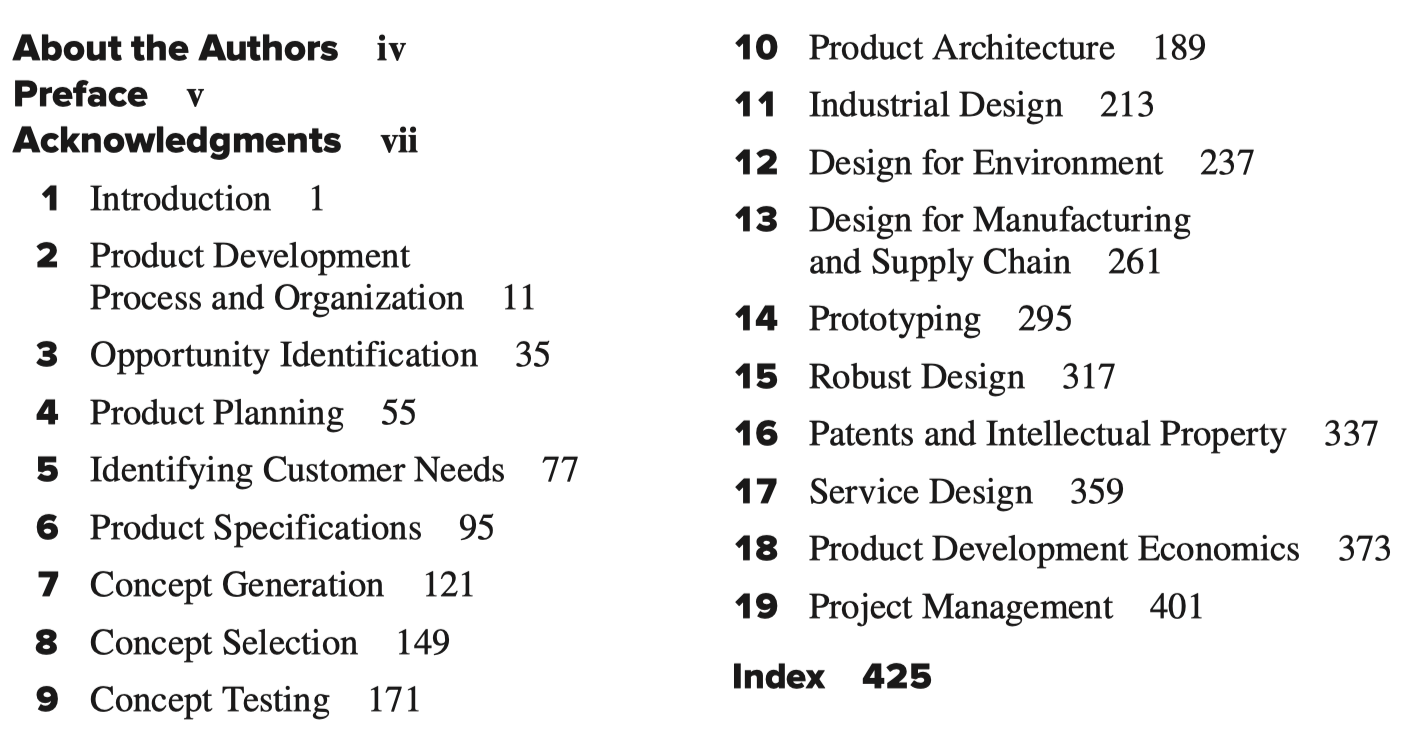 About the Authors iv
Preface v
Acknowledgments vii
1 Introduction 1
2 Product Development
Process and Organization 11
3 Opportunity Identification 35
4 Product Planning 55
5 Identifying Customer Needs 77
6 Product Specifications 95
7 Concept Generation 121
8 Concept Selection 149
9 Concept Testing 171
10 Product Architecture 189
11 Industrial Design 213
12 Design for Environment 237
13 Design for Manufacturing
and Supply Chain 261
14 Prototyping 295
15 Robust Design 317
16 Patents and Intellectual Property 337
17 Service Design 359
18 Product Development Economics 373
19 Project Management 401
Index 425